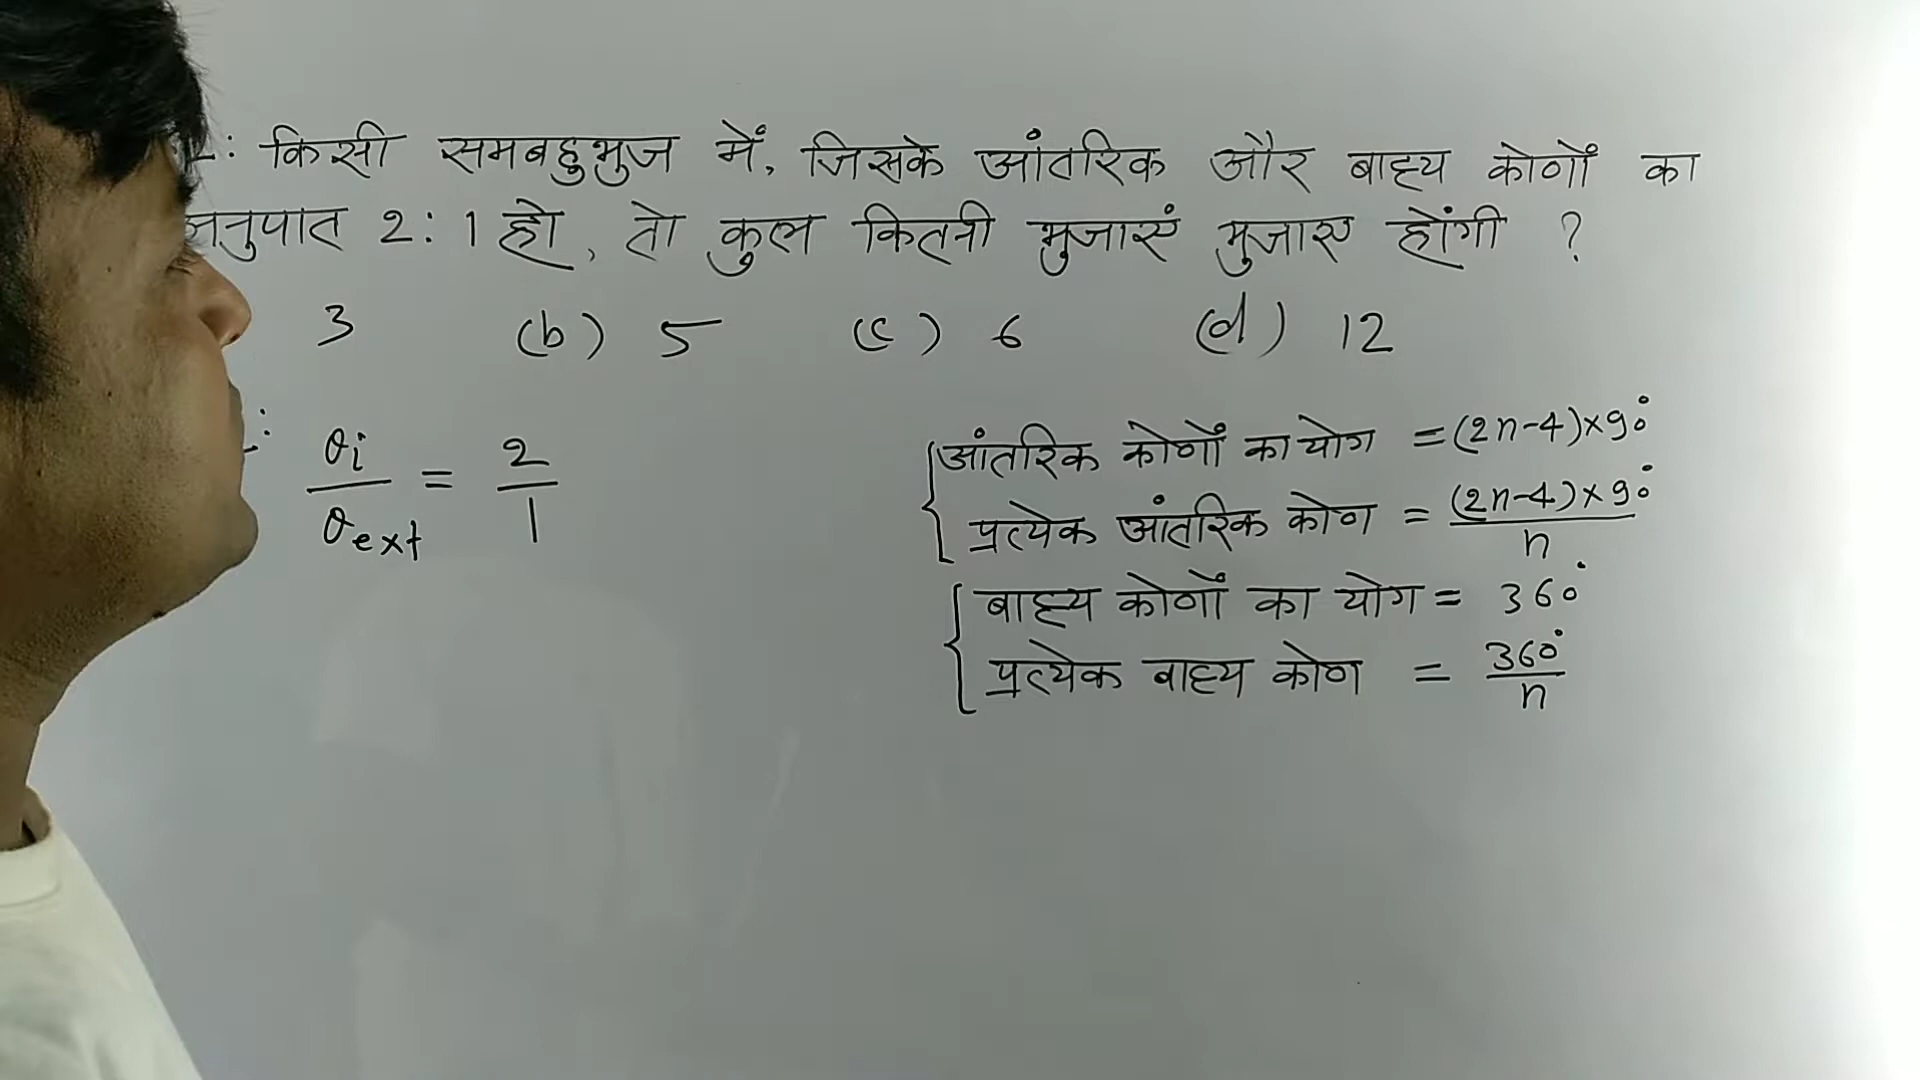 किसी समबहुभुज में, जिसके आंतरिक और बाह्य कोणों का
2:1 हो, तो कुल कितनी भुजाएं भुजाए होंगी ?
3 (b) 5 (c) 6 (d) 12
θi/θext = 2/1
आंतरिक कोणों का योग = (2n-4)×90°
प्रत्येक आंतरिक कोण = (2n-4)×90°/n
बाह्य कोणों का योग = 360°
प्रत्येक बाह्य कोण = 360°/n